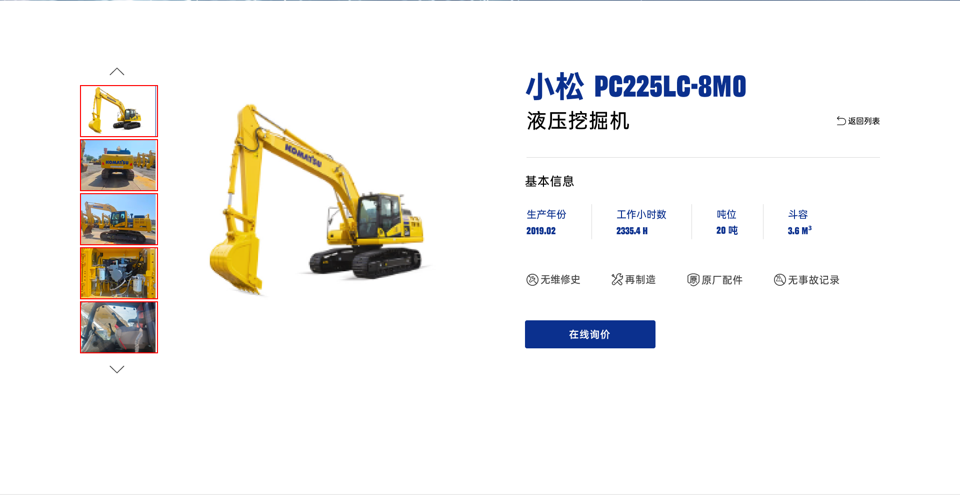 小松 PC225LC-8M0
液压挖掘机
返回列表
基本信息
生产年份 工作小时数 吨位 斗容
2019.02 2335.4 H 20 吨 3.6 M³
无维修史 再制造 原厂配件 无事故记录
在线询价
KOMATSU
KOMATSU